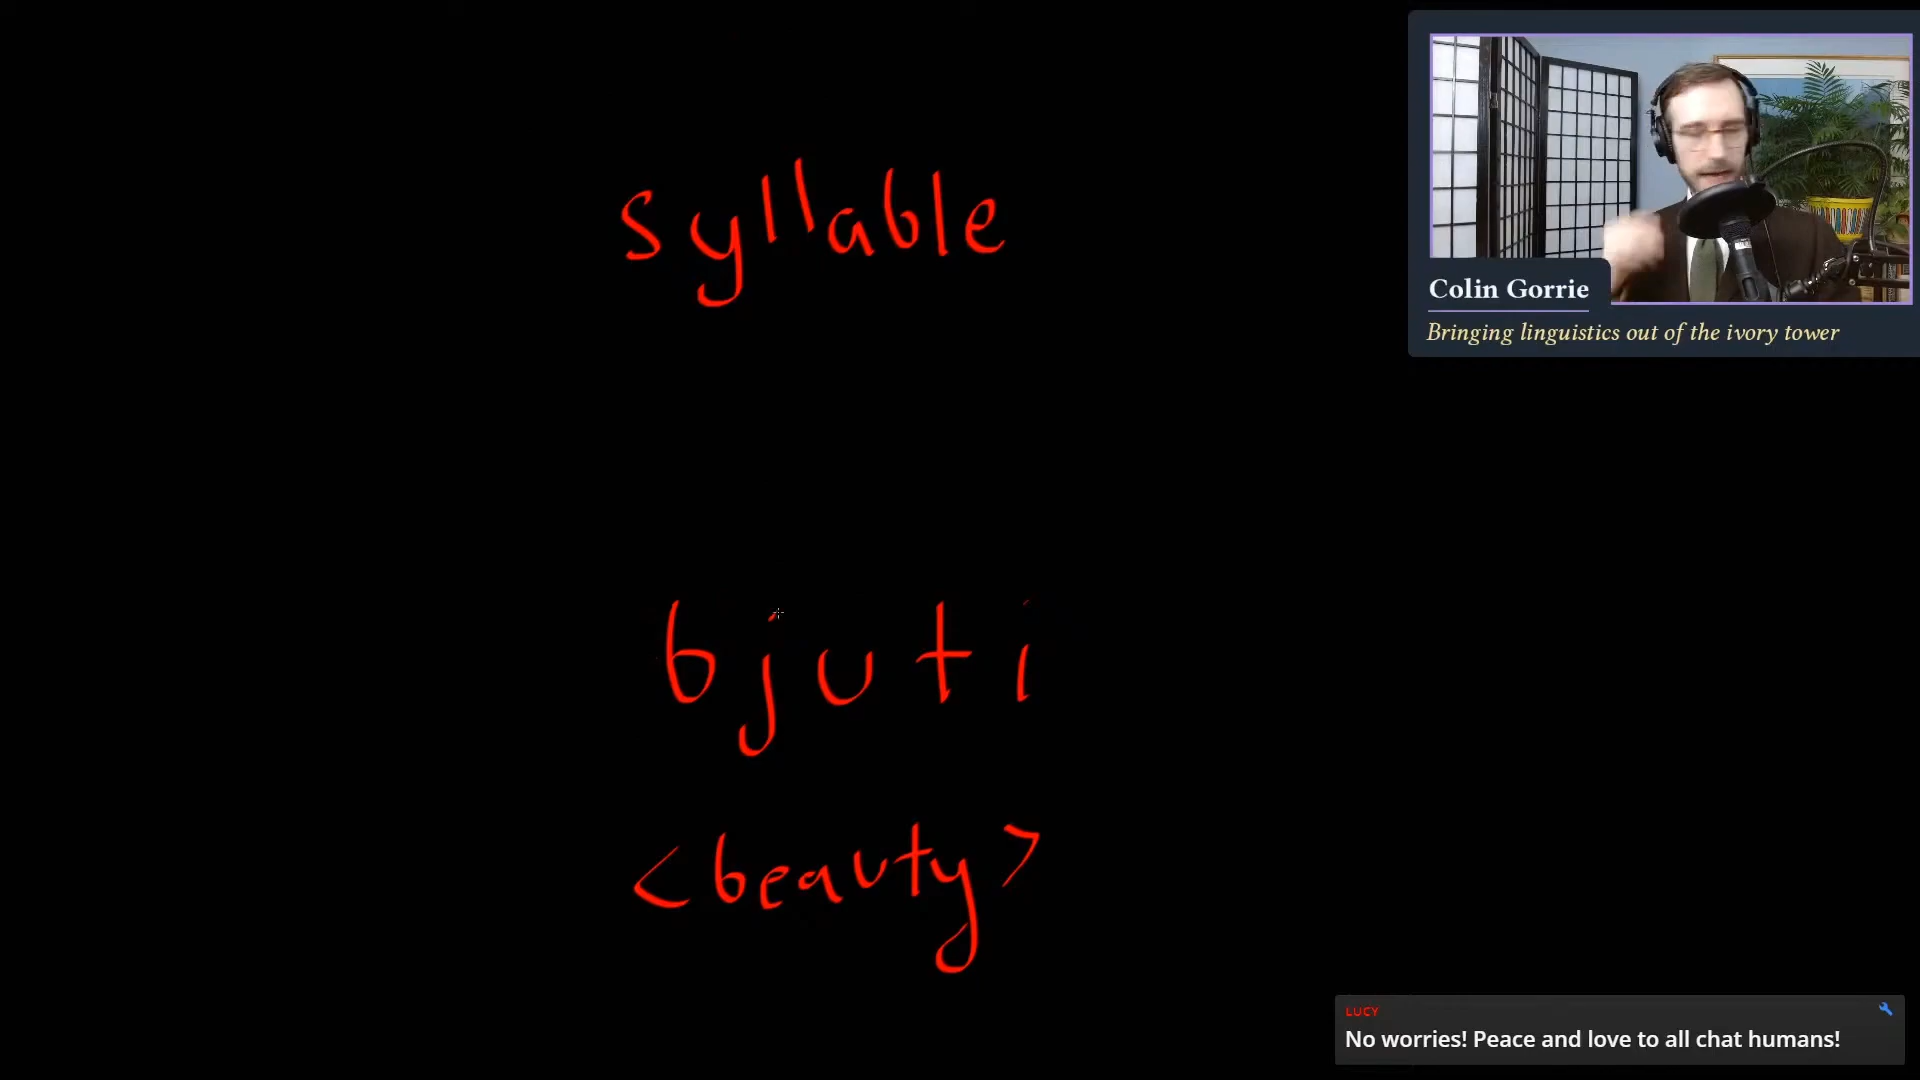 syllable
bjuti
<beauty>
Colin Gorrie
Bringing linguistics out of the ivory tower
LUCY
No worries! Peace and love to all chat humans!